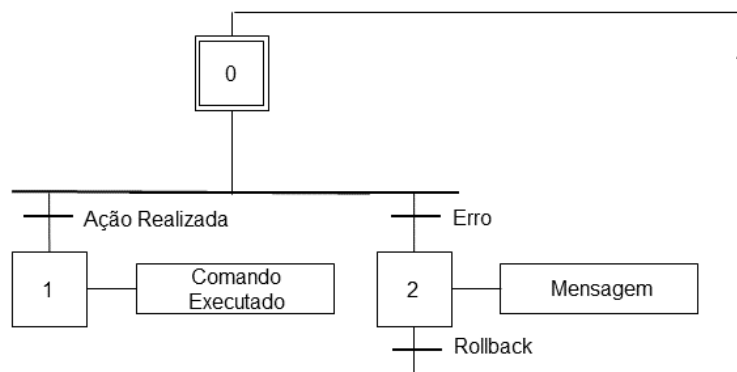 0
Ação Realizada
Erro
1
Comando
Executado
2
Mensagem
Rollback